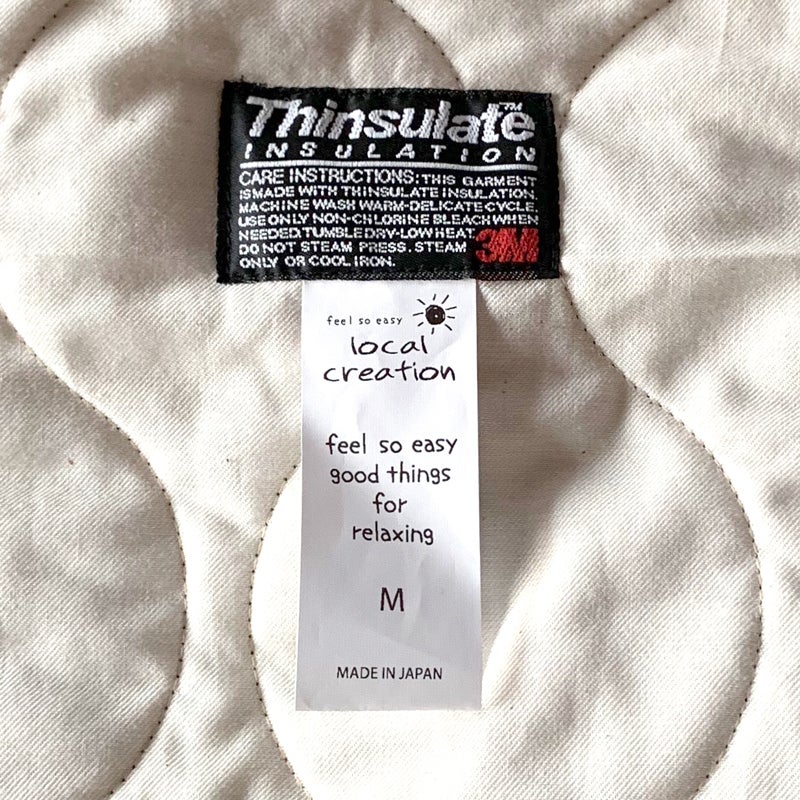 Thinsulate™
INSULATION
CARE INSTRUCTIONS: THIS GARMENT
IS MADE WITH THINSULATE INSULATION.
MACHINE WASH WARM-DELICATE CYCLE.
USE ONLY NON-CHLORINE BLEACH WHEN
NEEDED. TUMBLE DRY-LOW HEAT.
DO NOT STEAM PRESS. STEAM
ONLY OR COOL IRON.
3M
feel so easy
local
creation
feel so easy
good things
for
relaxing
M
MADE IN JAPAN